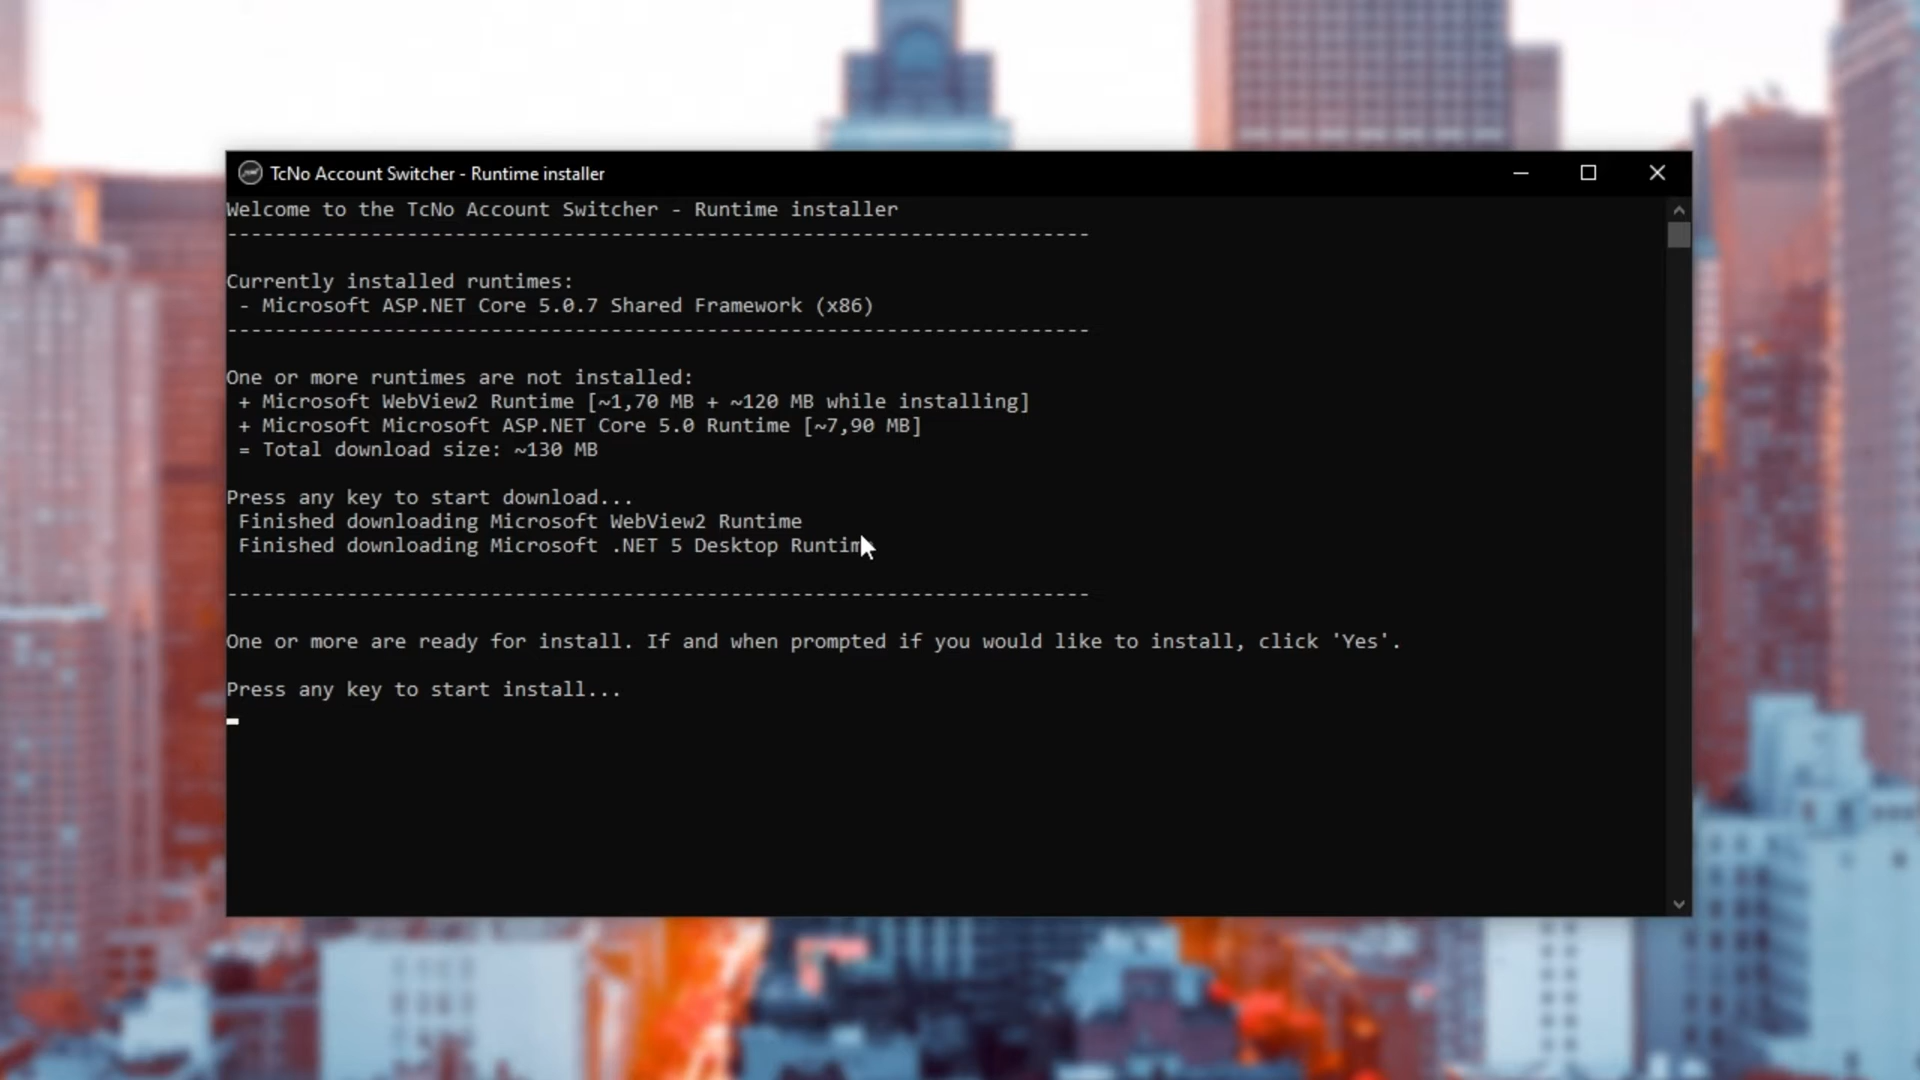 TcNo Account Switcher - Runtime installer
Welcome to the TcNo Account Switcher - Runtime installer
------------------------------------------------------------------------
Currently installed runtimes:
- Microsoft ASP.NET Core 5.0.7 Shared Framework (x86)
------------------------------------------------------------------------
One or more runtimes are not installed:
+ Microsoft WebView2 Runtime [~1,70 MB + ~120 MB while installing]
+ Microsoft Microsoft ASP.NET Core 5.0 Runtime [~7,90 MB]
= Total download size: ~130 MB
Press any key to start download...
Finished downloading Microsoft WebView2 Runtime
Finished downloading Microsoft .NET 5 Desktop Runtime
------------------------------------------------------------------------
One or more are ready for install. If and when prompted if you would like to install, click 'Yes'.
Press any key to start install...